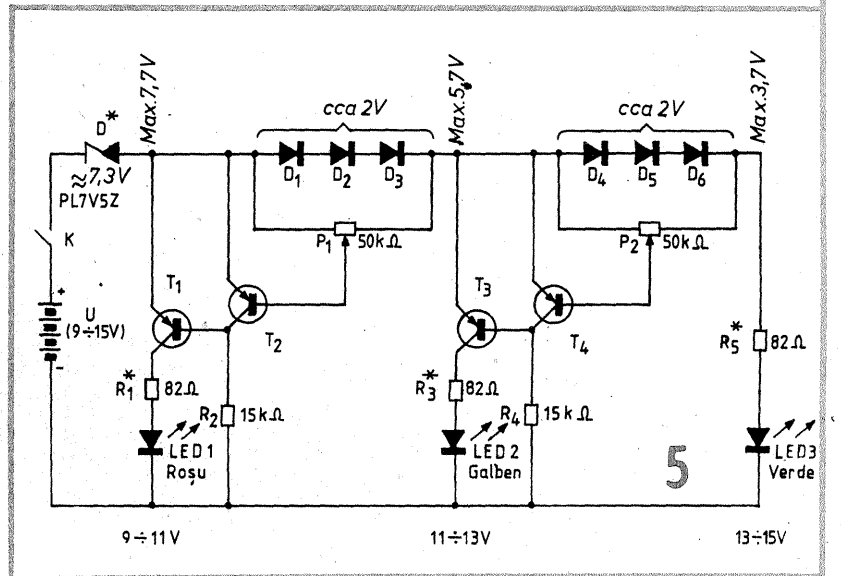 Max. 7,7V
Max. 5,7V
Max. 3,7V
cca 2V
cca 2V
D*
≈7,3V
PL7V5Z
D1
D2
D3
D4
D5
D6
P1
50kΩ
P2
50kΩ
K
T1
T2
T3
T4
+
U
(9÷15V)
-
R1*
82Ω
R2
15kΩ
R3*
82Ω
R4
15kΩ
R5*
82Ω
LED1
Roșu
LED2
Galben
LED3
Verde
5
9÷11V
11÷13V
13÷15V